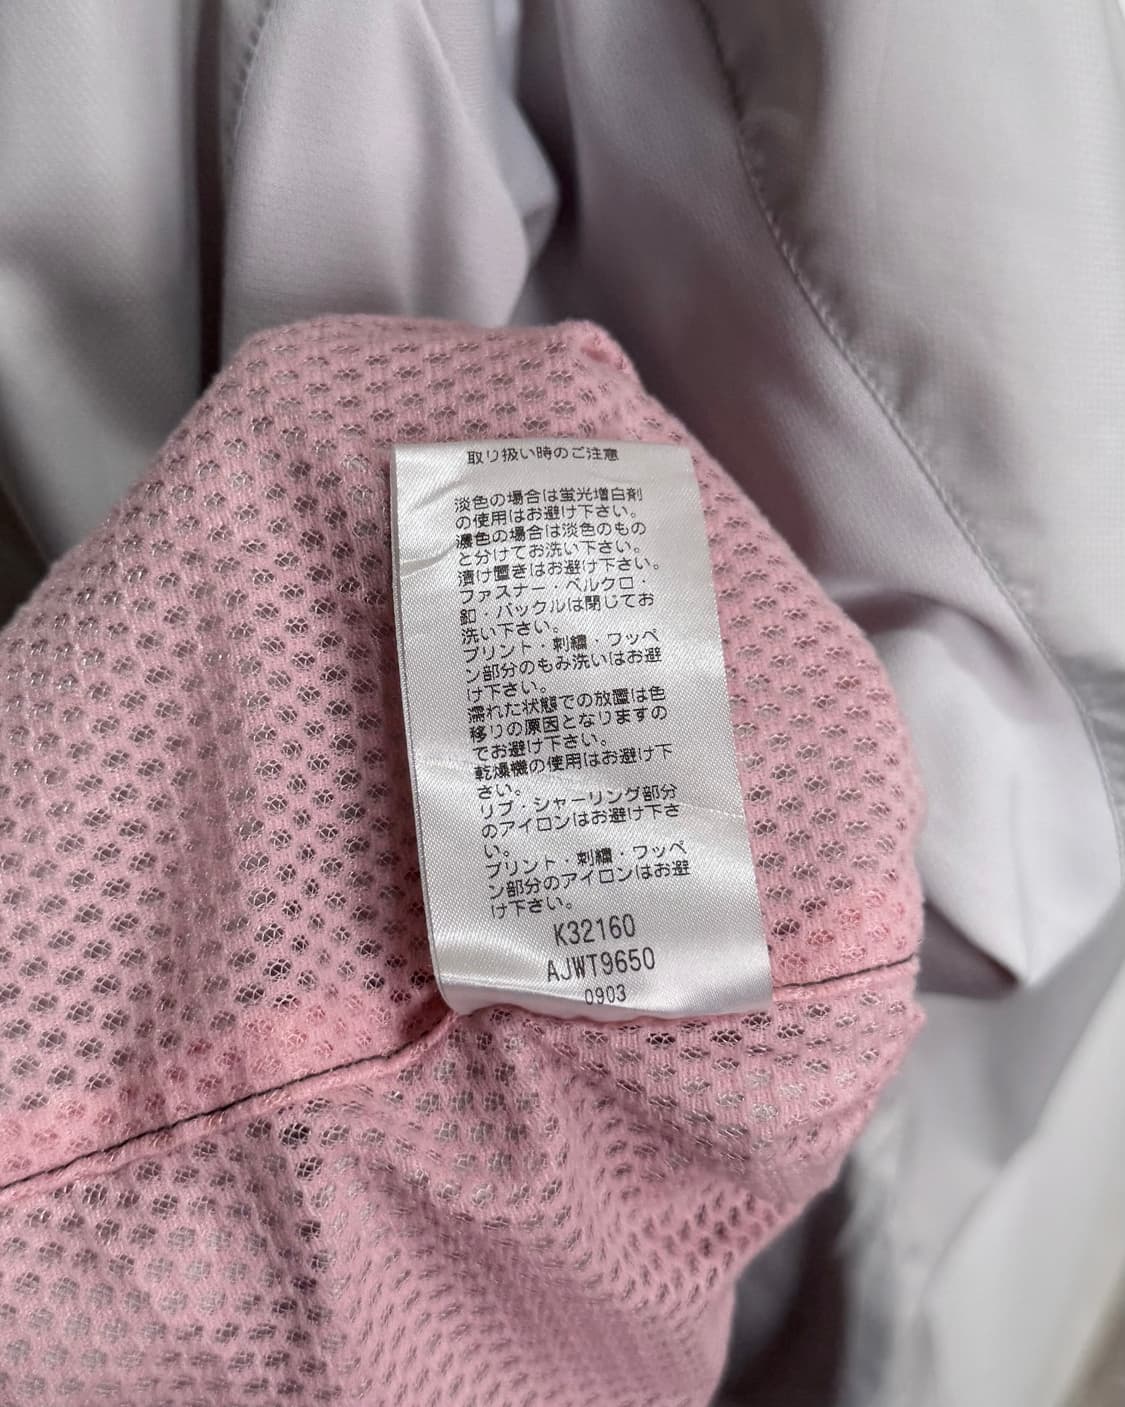 取り扱い時のご注意
淡色の場合は蛍光増白剤
の使用はお避け下さい。
濃色の場合は淡色のもの
と分けてお洗い下さい。
漬け置きはお避け下さい。
ファスナー・ベルクロ・
釦・バックルは閉じてお
洗い下さい。
プリント・刺繍・ワッペ
ン部分のもみ洗いはお避
け下さい。
濡れた状態での放置は色
移りの原因となりますの
でお避け下さい。
乾燥機の使用はお避け下
さい。
リブ・シャーリング部分
のアイロンはお避け下さ
い。
プリント・刺繍・ワッペ
ン部分のアイロンはお避
け下さい。
K32160
AJWT9650
0903